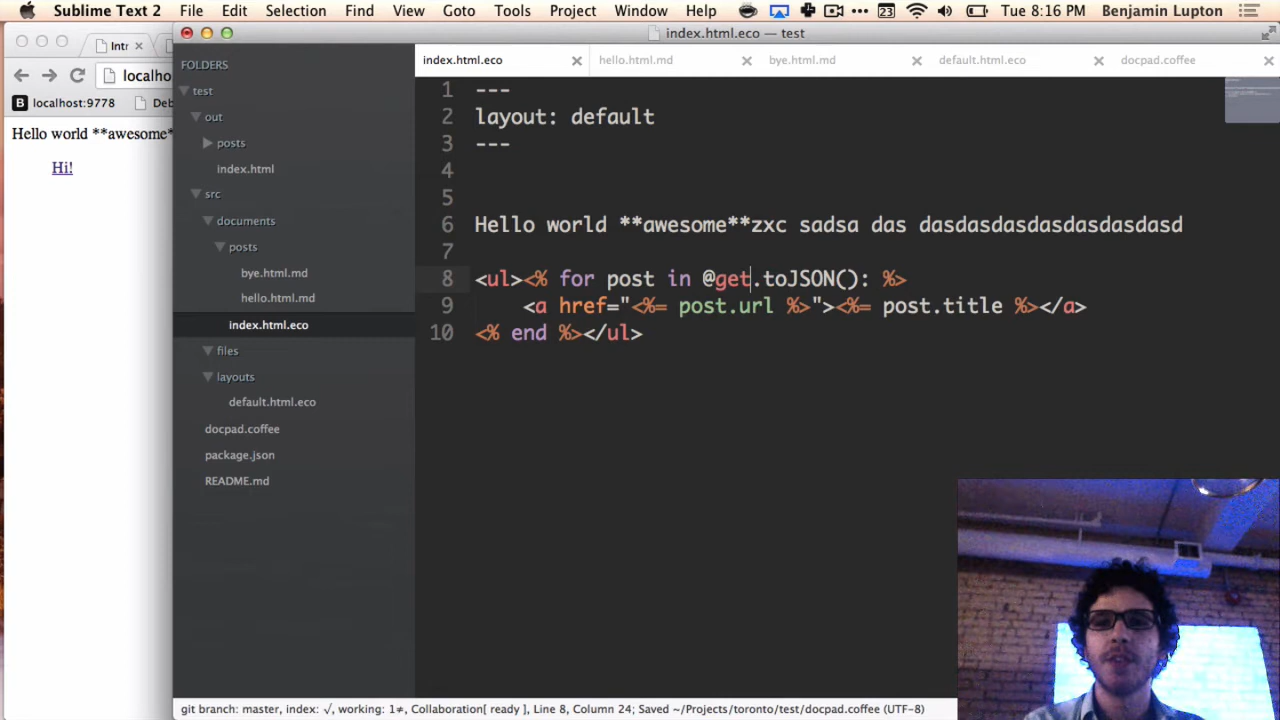 Sublime Text 2 File Edit Selection Find View Goto Tools Project Window Help 23 Tue 8:16 PM Benjamin Lupton
index.html.eco — test
Intr
localho
B localhost:9778 Deb
Hello world **awesome*
Hi!
FOLDERS
test
out
posts
index.html
src
documents
posts
bye.html.md
hello.html.md
index.html.eco
files
layouts
default.html.eco
docpad.coffee
package.json
README.md
index.html.eco hello.html.md bye.html.md default.html.eco docpad.coffee
1 ---
2 layout: default
3 ---
4
5
6 Hello world **awesome**zxc sadsa das dasdasdasdasdasdasdasd
7
8 <ul><% for post in @get.toJSON(): %>
9 <a href="<%= post.url %>"><%= post.title %></a>
10 <% end %></ul>
git branch: master, index: √, working: 1≠, Collaboration[ ready ], Line 8, Column 24; Saved ~/Projects/toronto/test/docpad.coffee (UTF-8)